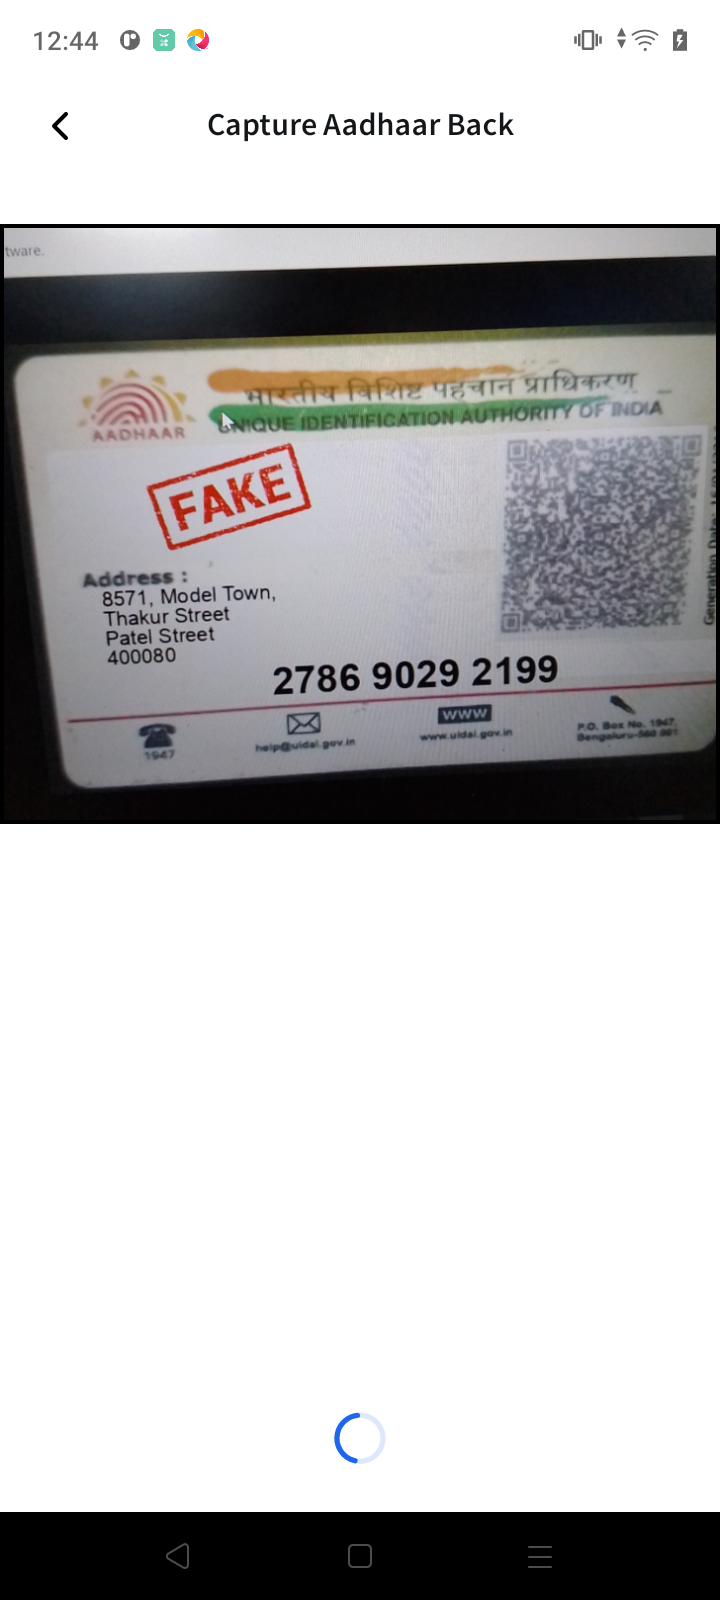 12:44
Capture Aadhaar Back
tware.
भारतीय विशिष्ट पहचान प्राधिकरण
UNIQUE IDENTIFICATION AUTHORITY OF INDIA
AADHAAR
FAKE
Address :
8571, Model Town,
Thakur Street
Patel Street
400080
2786 9029 2199
1947
help@uidai.gov.in
WWW
www.uidai.gov.in
P.O. Box No. 1947,
Bengaluru-560 001
Generation Date: